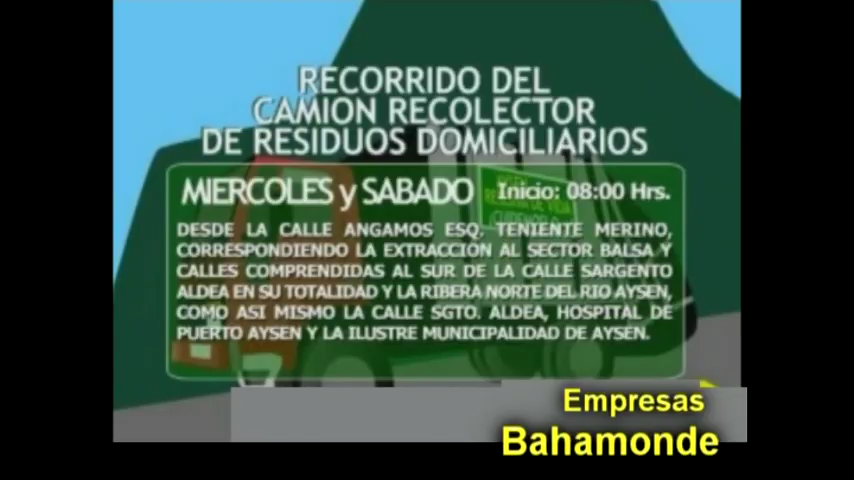 RECORRIDO DEL
CAMION RECOLECTOR
DE RESIDUOS DOMICILIARIOS
MIERCOLES y SABADO Inicio: 08:00 Hrs.
DESDE LA CALLE ANGAMOS ESQ. TENIENTE MERINO,
CORRESPONDIENDO LA EXTRACCION AL SECTOR BALSA Y
CALLES COMPRENDIDAS AL SUR DE LA CALLE SARGENTO
ALDEA EN SU TOTALIDAD Y LA RIBERA NORTE DEL RIO AYSEN,
COMO ASI MISMO LA CALLE SGTO. ALDEA, HOSPITAL DE
PUERTO AYSEN Y LA ILUSTRE MUNICIPALIDAD DE AYSEN.
Empresas
Bahamonde